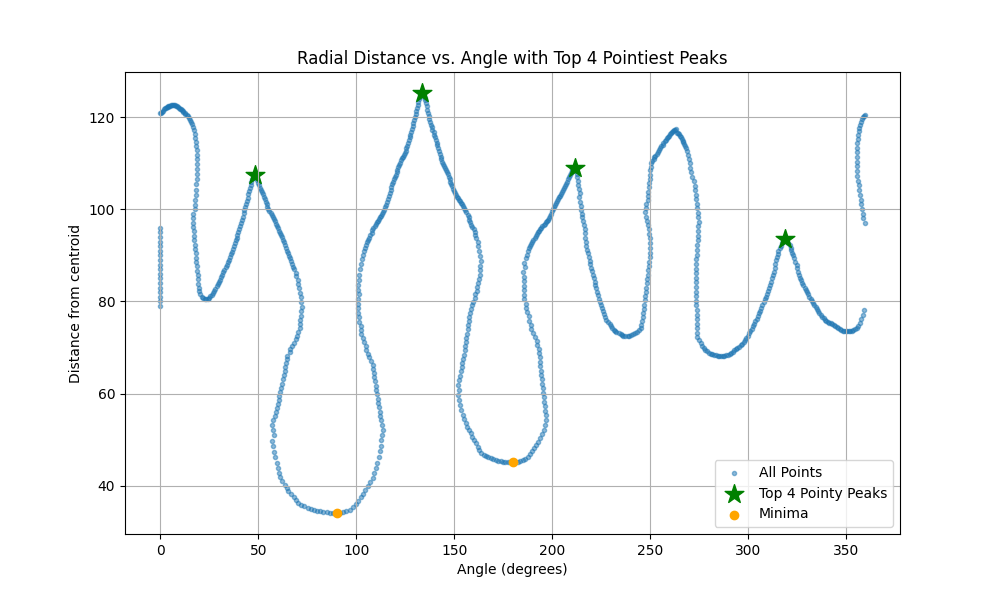 Radial Distance vs. Angle with Top 4 Pointiest Peaks
120
100
80
60
40
Distance from centroid
0 50 100 150 200 250 300 350
Angle (degrees)
All Points
Top 4 Pointy Peaks
Minima